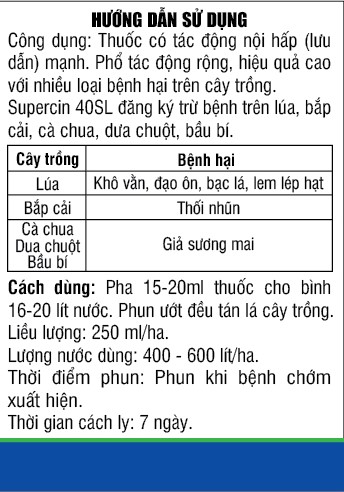 HƯỚNG DẪN SỬ DỤNG
Công dụng: Thuốc có tác động nội hấp (lưu
dẫn) mạnh. Phổ tác động rộng, hiệu quả cao
với nhiều loại bệnh hại trên cây trồng.
Supercin 40SL đăng ký trừ bệnh trên lúa, bắp
cải, cà chua, dưa chuột, bầu bí.
Cây trồng Bệnh hại
Lúa Khô vằn, đạo ôn, bạc lá, lem lép hạt
Bắp cải Thối nhũn
Cà chua
Dua chuột Giả sương mai
Bầu bí
Cách dùng: Pha 15-20ml thuốc cho bình
16-20 lít nước. Phun ướt đều tán lá cây trồng.
Liều lượng: 250 ml/ha.
Lượng nước dùng: 400 - 600 lít/ha.
Thời điểm phun: Phun khi bệnh chớm
xuất hiện.
Thời gian cách ly: 7 ngày.